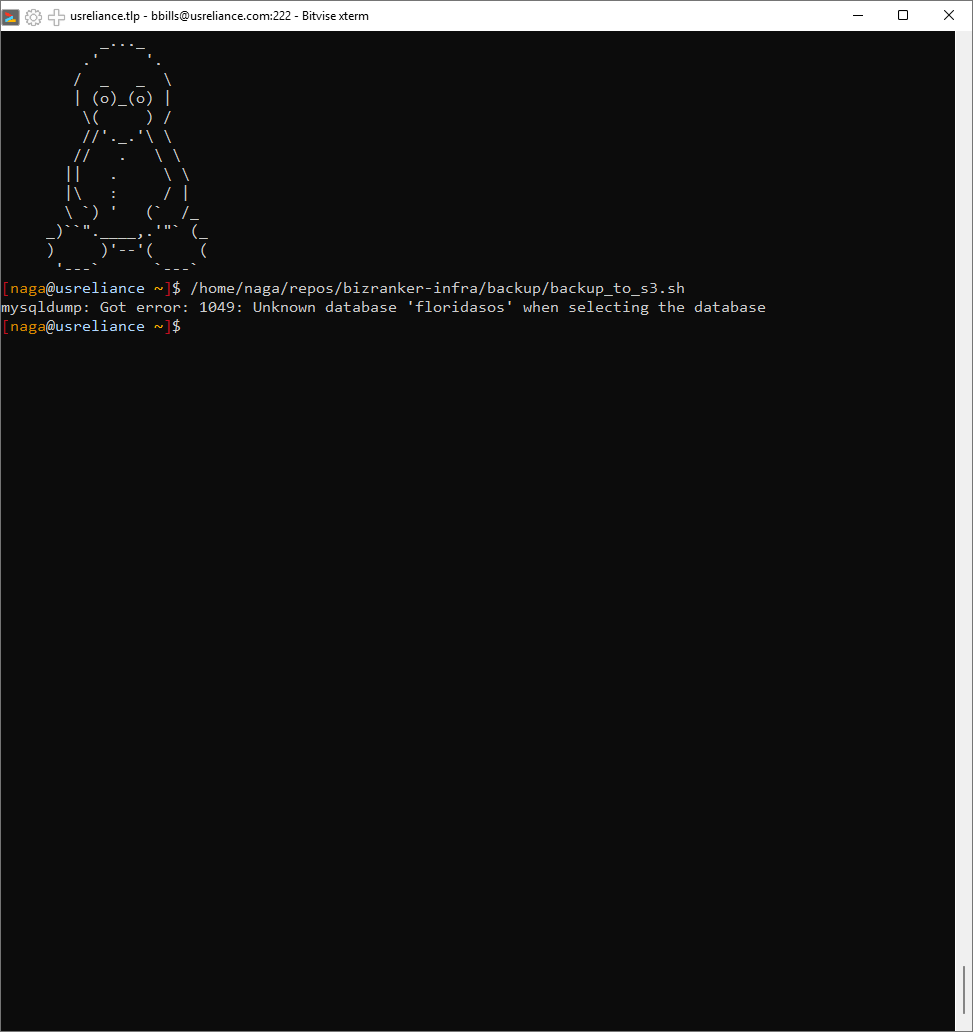 usreliance.tlp - bbills@usreliance.com:222 - Bitvise xterm
           _..._
         .'     '.
        /  _   _  \
        | (o)_(o) |
         \(     ) /
         //'._.'\ \
        //   .   \ \
       ||   .     \ \
       |\   :     / |
       \ `) '   (`  /_
     _)``".____,.'"` (_
     )     )'--'(     (
      '---`      `---`
[naga@usreliance ~]$ /home/naga/repos/bizranker-infra/backup/backup_to_s3.sh
mysqldump: Got error: 1049: Unknown database 'floridasos' when selecting the database
[naga@usreliance ~]$